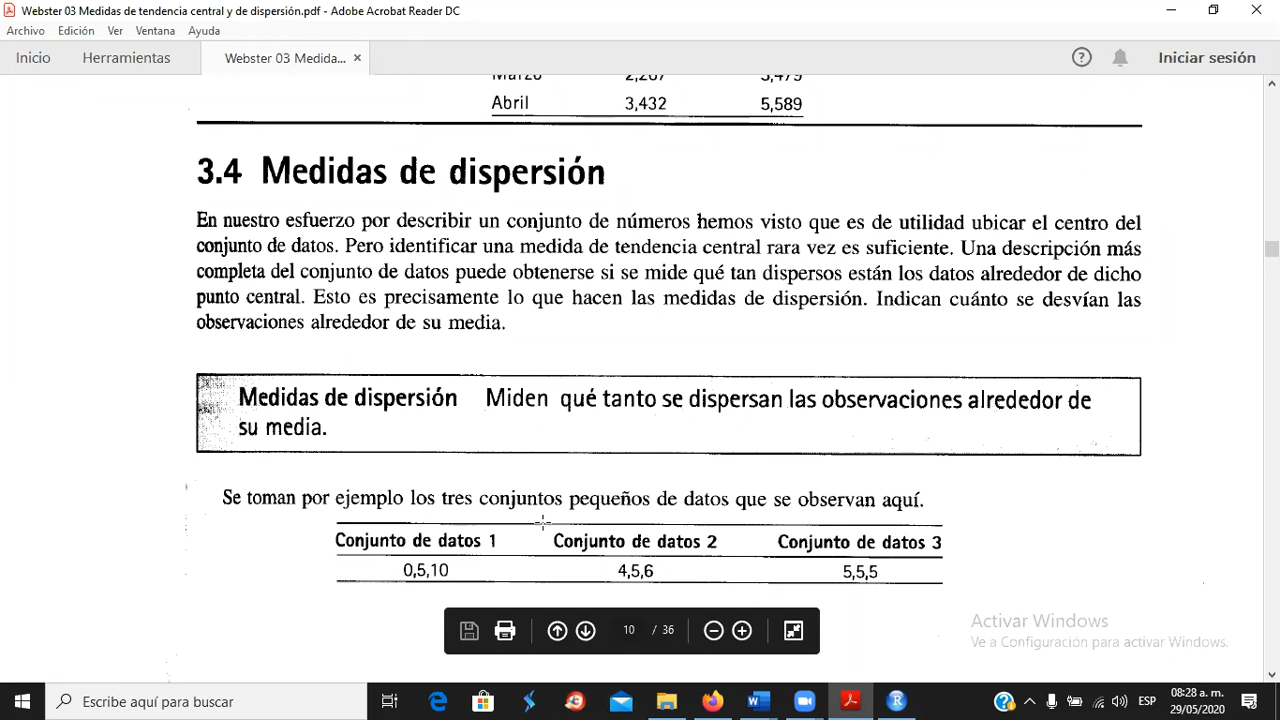 Webster 03 Medidas de tendencia central y de dispersión.pdf - Adobe Acrobat Reader DC
Archivo Edición Ver Ventana Ayuda
Inicio Herramientas Webster 03 Medida... × Iniciar sesión
Marzo 2,267 3,479
Abril 3,432 5,589
3.4 Medidas de dispersión
En nuestro esfuerzo por describir un conjunto de números hemos visto que es de utilidad ubicar el centro del
conjunto de datos. Pero identificar una medida de tendencia central rara vez es suficiente. Una descripción más
completa del conjunto de datos puede obtenerse si se mide qué tan dispersos están los datos alrededor de dicho
punto central. Esto es precisamente lo que hacen las medidas de dispersión. Indican cuánto se desvían las
observaciones alrededor de su media.
Medidas de dispersión Miden qué tanto se dispersan las observaciones alrededor de
su media.
Se toman por ejemplo los tres conjuntos pequeños de datos que se observan aquí.
Conjunto de datos 1 Conjunto de datos 2 Conjunto de datos 3
0,5,10 4,5,6 5,5,5
10 / 36
Activar Windows
Ve a Configuración para activar Windows.
Escribe aquí para buscar
ESP
08:28 a. m.
29/05/2020